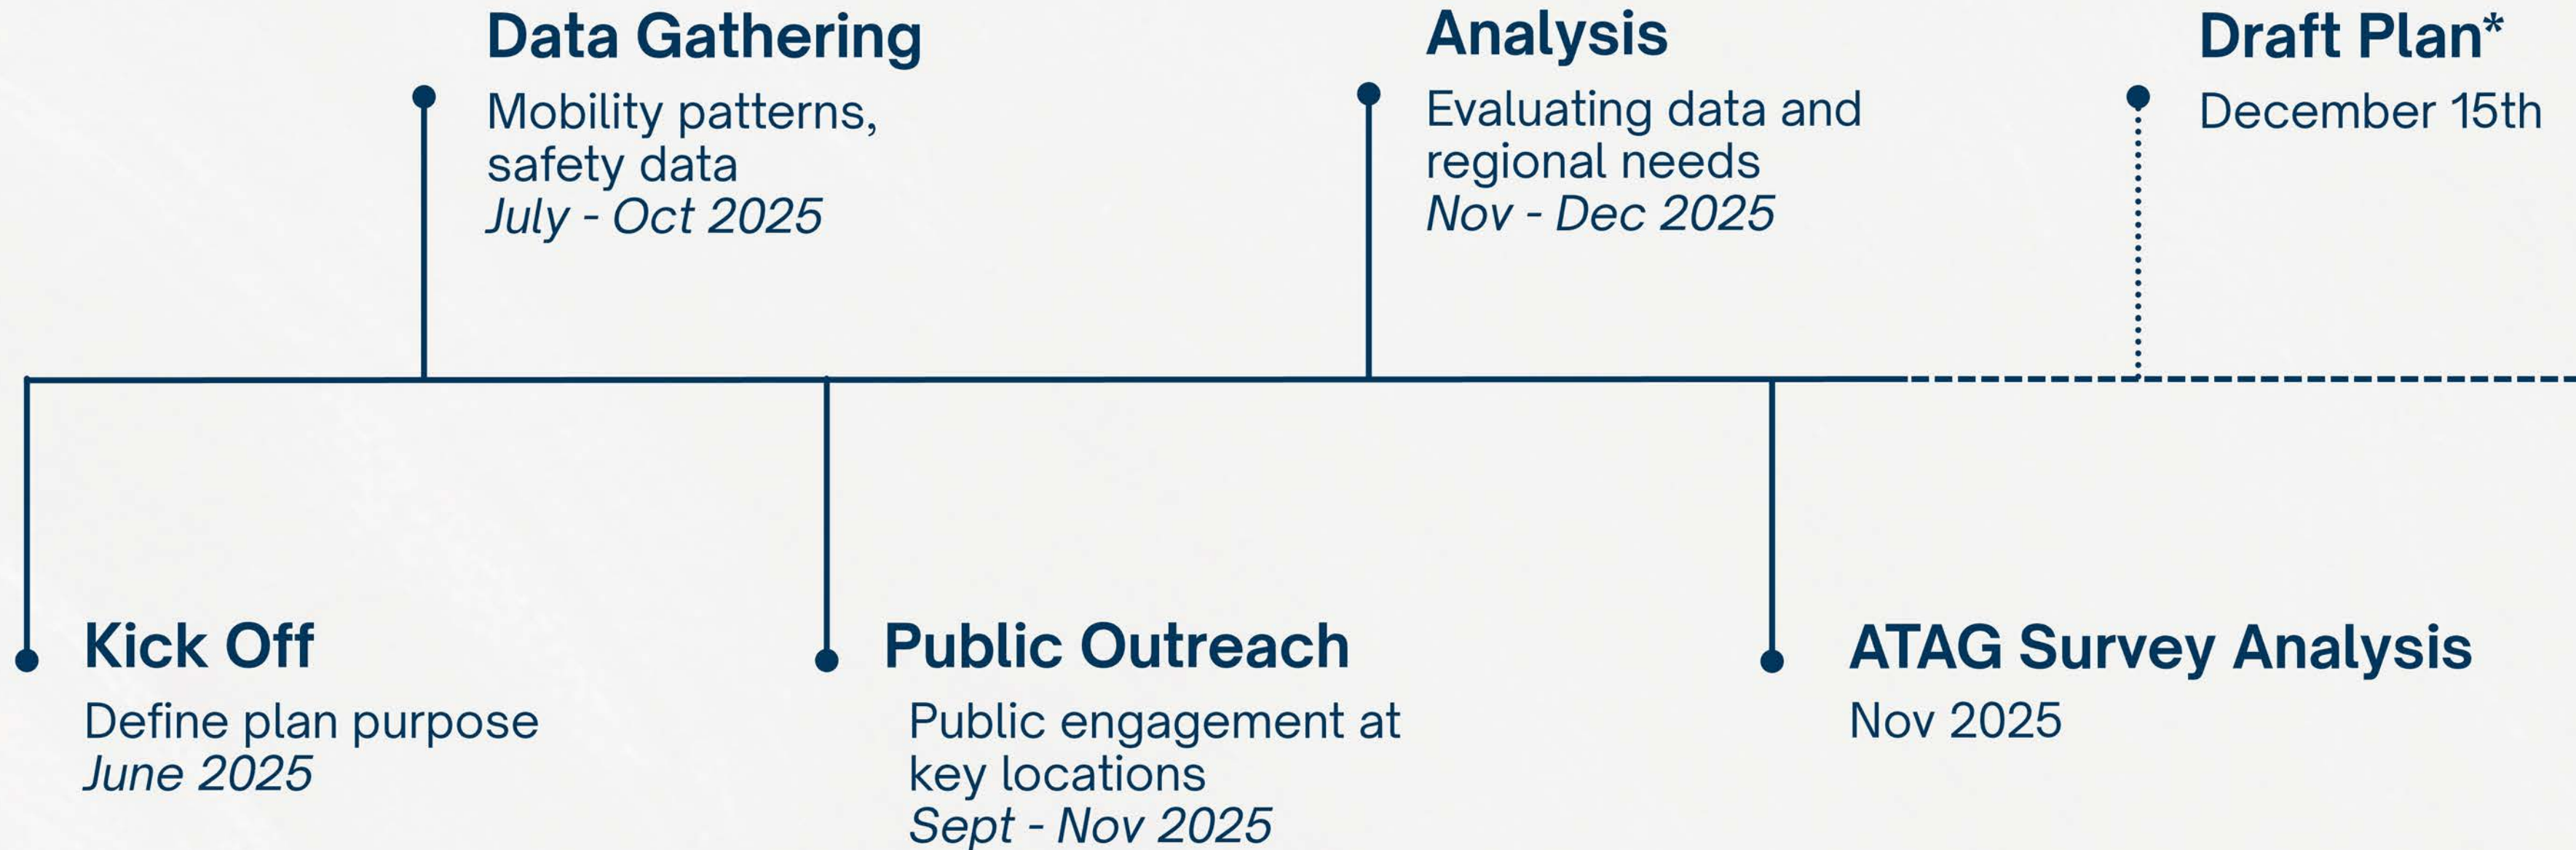 Data Gathering
Mobility patterns,
safety data
July - Oct 2025
Analysis
Evaluating data and
regional needs
Nov - Dec 2025
Draft Plan*
December 15th
Kick Off
Define plan purpose
June 2025
Public Outreach
Public engagement at
key locations
Sept - Nov 2025
ATAG Survey Analysis
Nov 2025